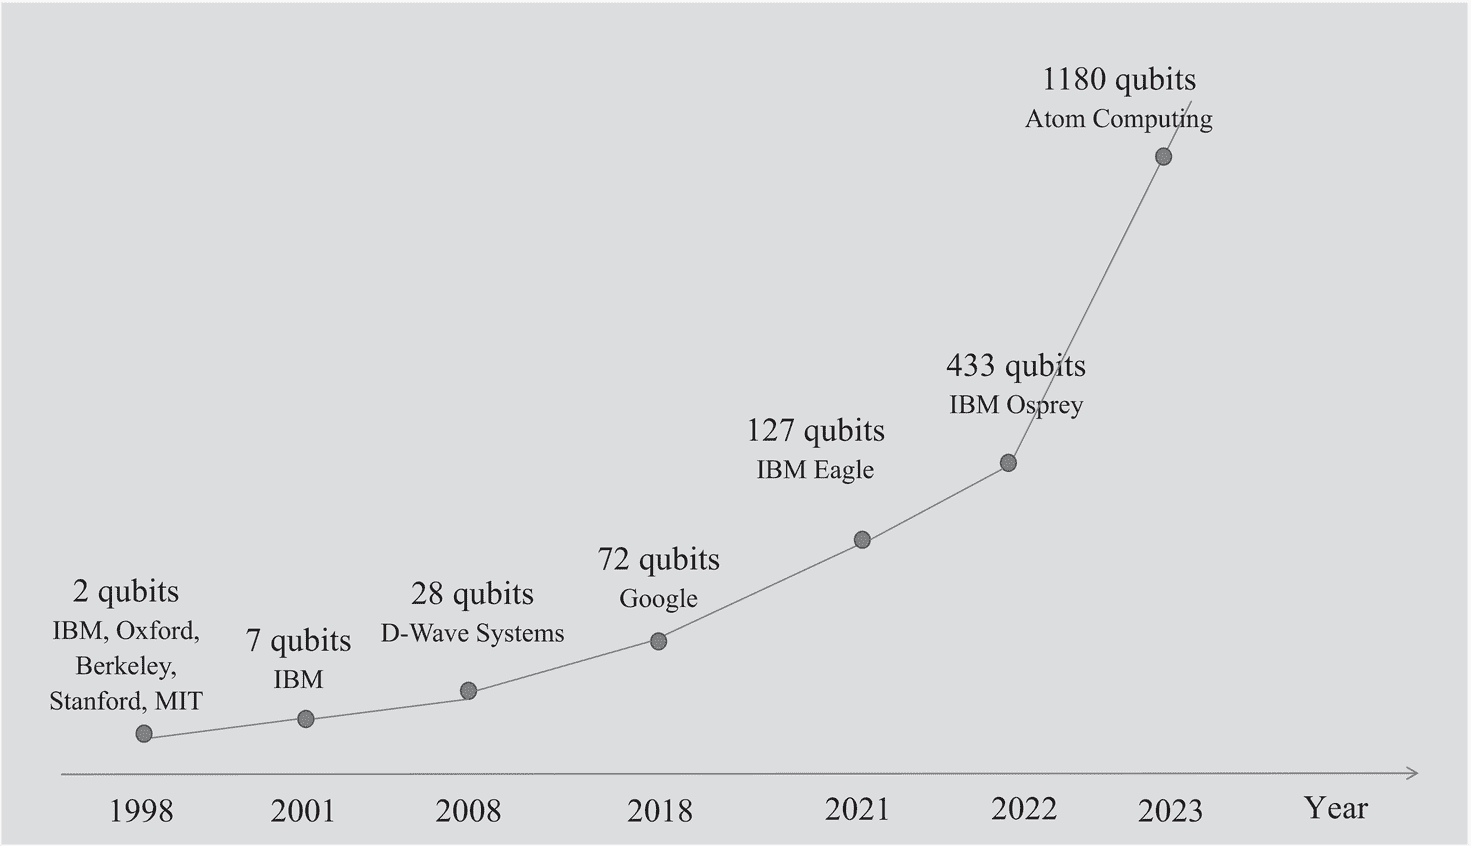 1180 qubits
Atom Computing
433 qubits
IBM Osprey
127 qubits
IBM Eagle
72 qubits
Google
28 qubits
D-Wave Systems
7 qubits
IBM
2 qubits
IBM, Oxford,
Berkeley,
Stanford, MIT
1998 2001 2008 2018 2021 2022 2023 Year